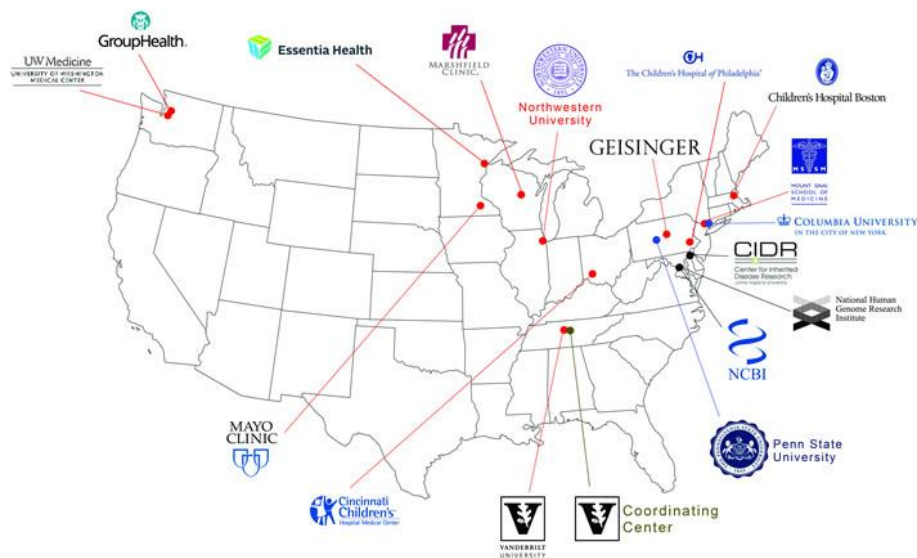 GroupHealth®
UW Medicine
UNIVERSITY OF WASHINGTON
MEDICAL CENTER
Essentia Health
MARSHFIELD CLINIC®
Northwestern
University
The Children's Hospital of Philadelphia®
Children's Hospital Boston
GEISINGER
MSSM
MOUNT SINAI
SCHOOL OF
MEDICINE
COLUMBIA UNIVERSITY
IN THE CITY OF NEW YORK
CIDR
Center for Inherited
Disease Research
National Human
Genome Research
Institute
NCBI
MAYO
CLINIC
Penn State
University
Cincinnati
Children's
Hospital Medical Center
V
VANDERBILT
UNIVERSITY
V
Coordinating
Center